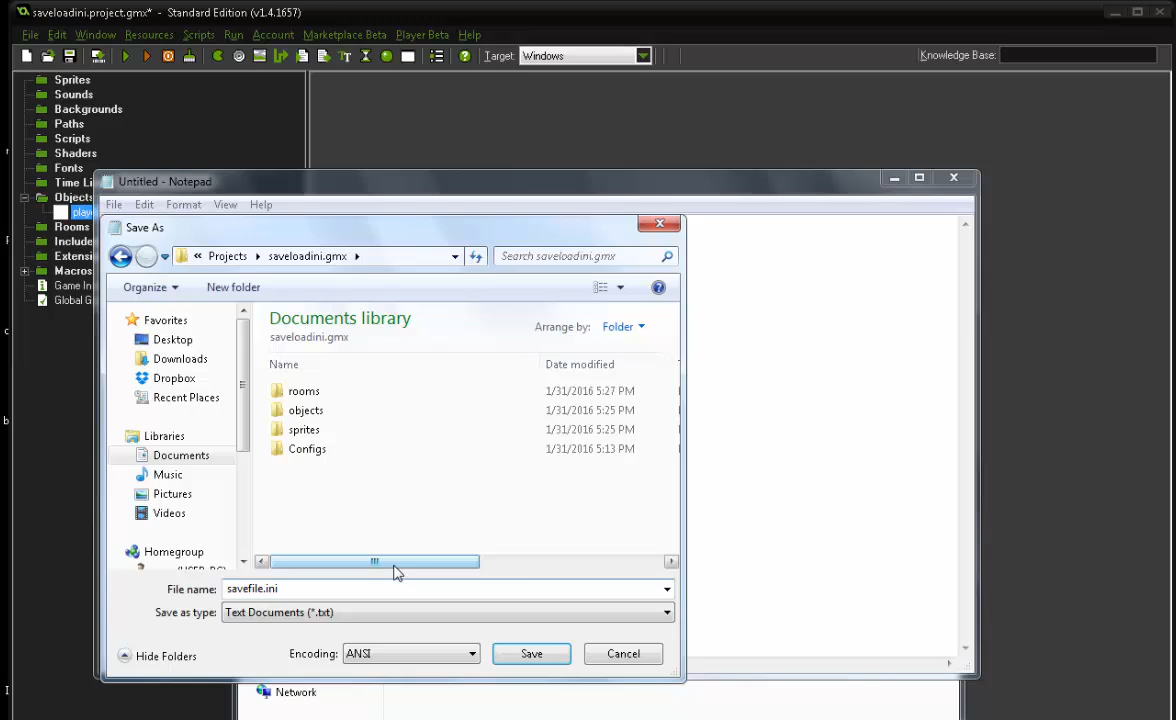 saveloadini.project.gmx* - Standard Edition (v1.4.1657)
File Edit Window Resources Scripts Run Account Marketplace Beta Player Beta Help
Target: Windows Knowledge Base:
Sprites
Sounds
Backgrounds
Paths
Scripts
Shaders
Fonts
Time Li
Objects
playe
Rooms
Include
Extensi
Macros
Game In
Global G
Untitled - Notepad
File Edit Format View Help
Save As
« Projects saveloadini.gmx
Search saveloadini.gmx
Organize New folder
Favorites
Desktop
Downloads
Dropbox
Recent Places
Libraries
Documents
Music
Pictures
Videos
Homegroup
Documents library
saveloadini.gmx
Arrange by: Folder
Name Date modified
rooms 1/31/2016 5:27 PM
objects 1/31/2016 5:25 PM
sprites 1/31/2016 5:25 PM
Configs 1/31/2016 5:13 PM
File name: savefile.ini
Save as type: Text Documents (*.txt)
Hide Folders Encoding: ANSI Save Cancel
Network